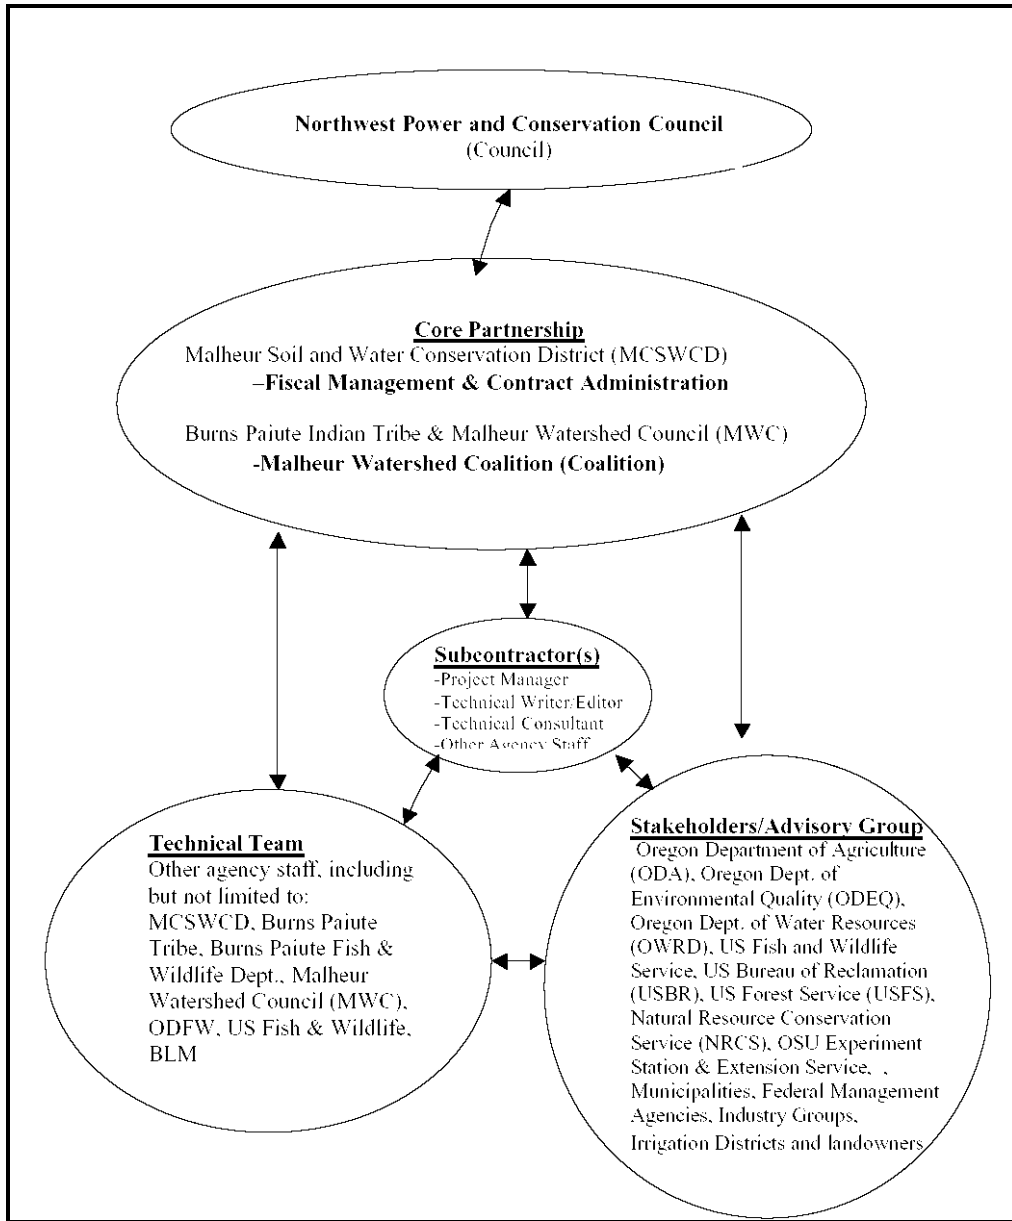 Northwest Power and Conservation Council
(Council)
Core Partnership
Malheur Soil and Water Conservation District (MCSWCD)
–Fiscal Management & Contract Administration
Burns Paiute Indian Tribe & Malheur Watershed Council (MWC)
-Malheur Watershed Coalition (Coalition)
Subcontractor(s)
-Project Manager
-Technical Writer/Editor
-Technical Consultant
-Other Agency Staff
Technical Team
Other agency staff, including
but not limited to:
MCSWCD, Burns Paiute
Tribe, Burns Paiute Fish &
Wildlife Dept., Malheur
Watershed Council (MWC),
ODFW, US Fish & Wildlife,
BLM
Stakeholders/Advisory Group
Oregon Department of Agriculture
(ODA), Oregon Dept. of
Environmental Quality (ODEQ),
Oregon Dept. of Water Resources
(OWRD), US Fish and Wildlife
Service, US Bureau of Reclamation
(USBR), US Forest Service (USFS),
Natural Resource Conservation
Service (NRCS), OSU Experiment
Station & Extension Service, ,
Municipalities, Federal Management
Agencies, Industry Groups,
Irrigation Districts and landowners